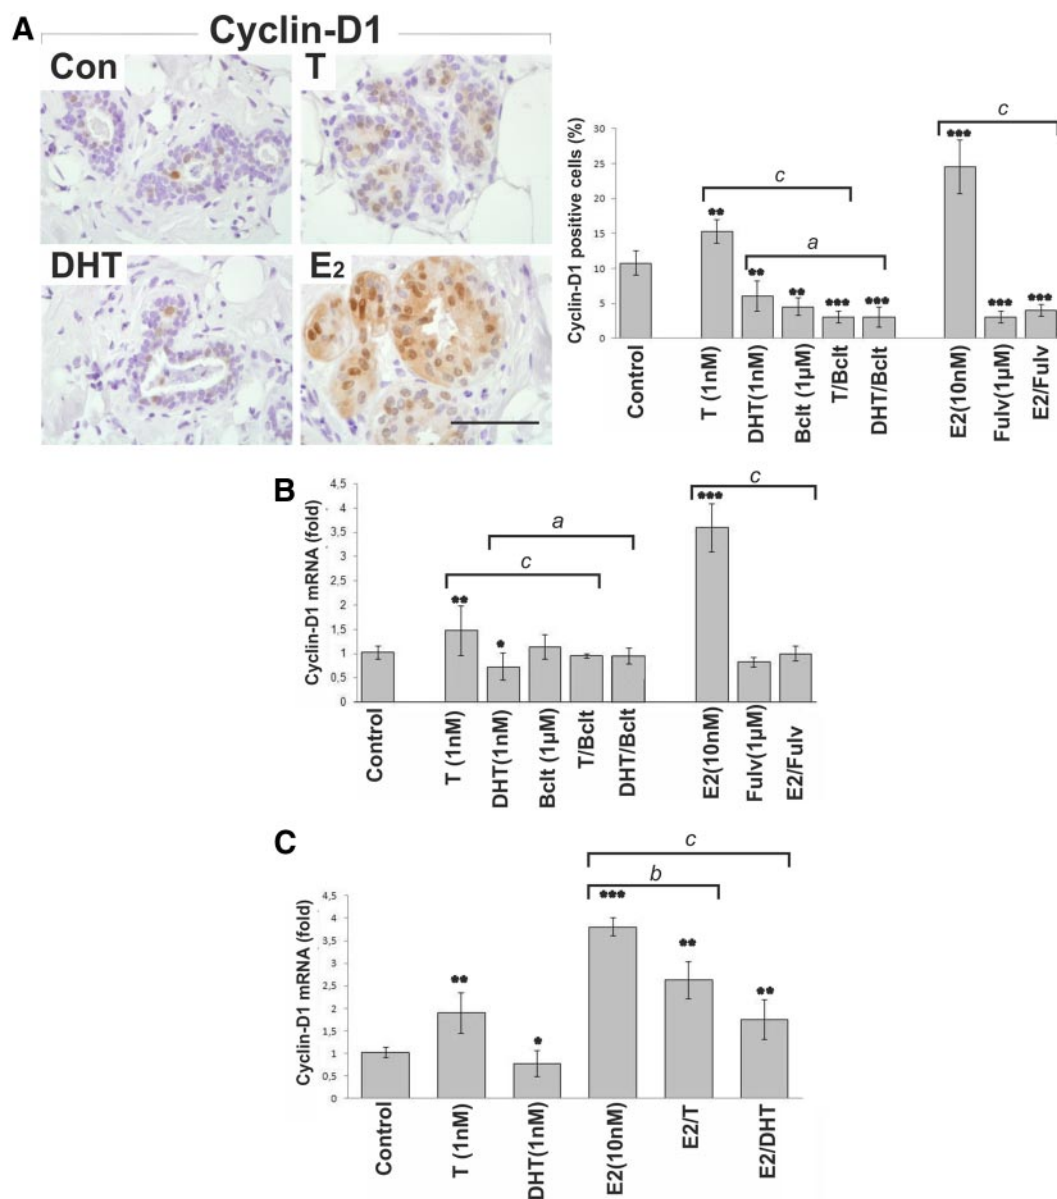 A
Cyclin-D1
Con
T
DHT
E2
Cyclin-D1 positive cells (%)
30
25
20
15
10
5
0
**
**
**
***
***
***
***
***
c
a
c
Control
T (1nM)
DHT(1nM)
Bclt (1µM)
T/Bclt
DHT/Bclt
E2(10nM)
Fulv(1µM)
E2/Fulv
B
Cyclin-D1 mRNA (fold)
4,5
4
3,5
3
2,5
2
1,5
1
0,5
0
**
*
***
c
a
c
Control
T (1nM)
DHT(1nM)
Bclt (1µM)
T/Bclt
DHT/Bclt
E2(10nM)
Fulv(1µM)
E2/Fulv
C
Cyclin-D1 mRNA (fold)
4,5
4
3,5
3
2,5
2
1,5
1
0,5
0
**
*
***
**
**
c
b
Control
T (1nM)
DHT(1nM)
E2(10nM)
E2/T
E2/DHT